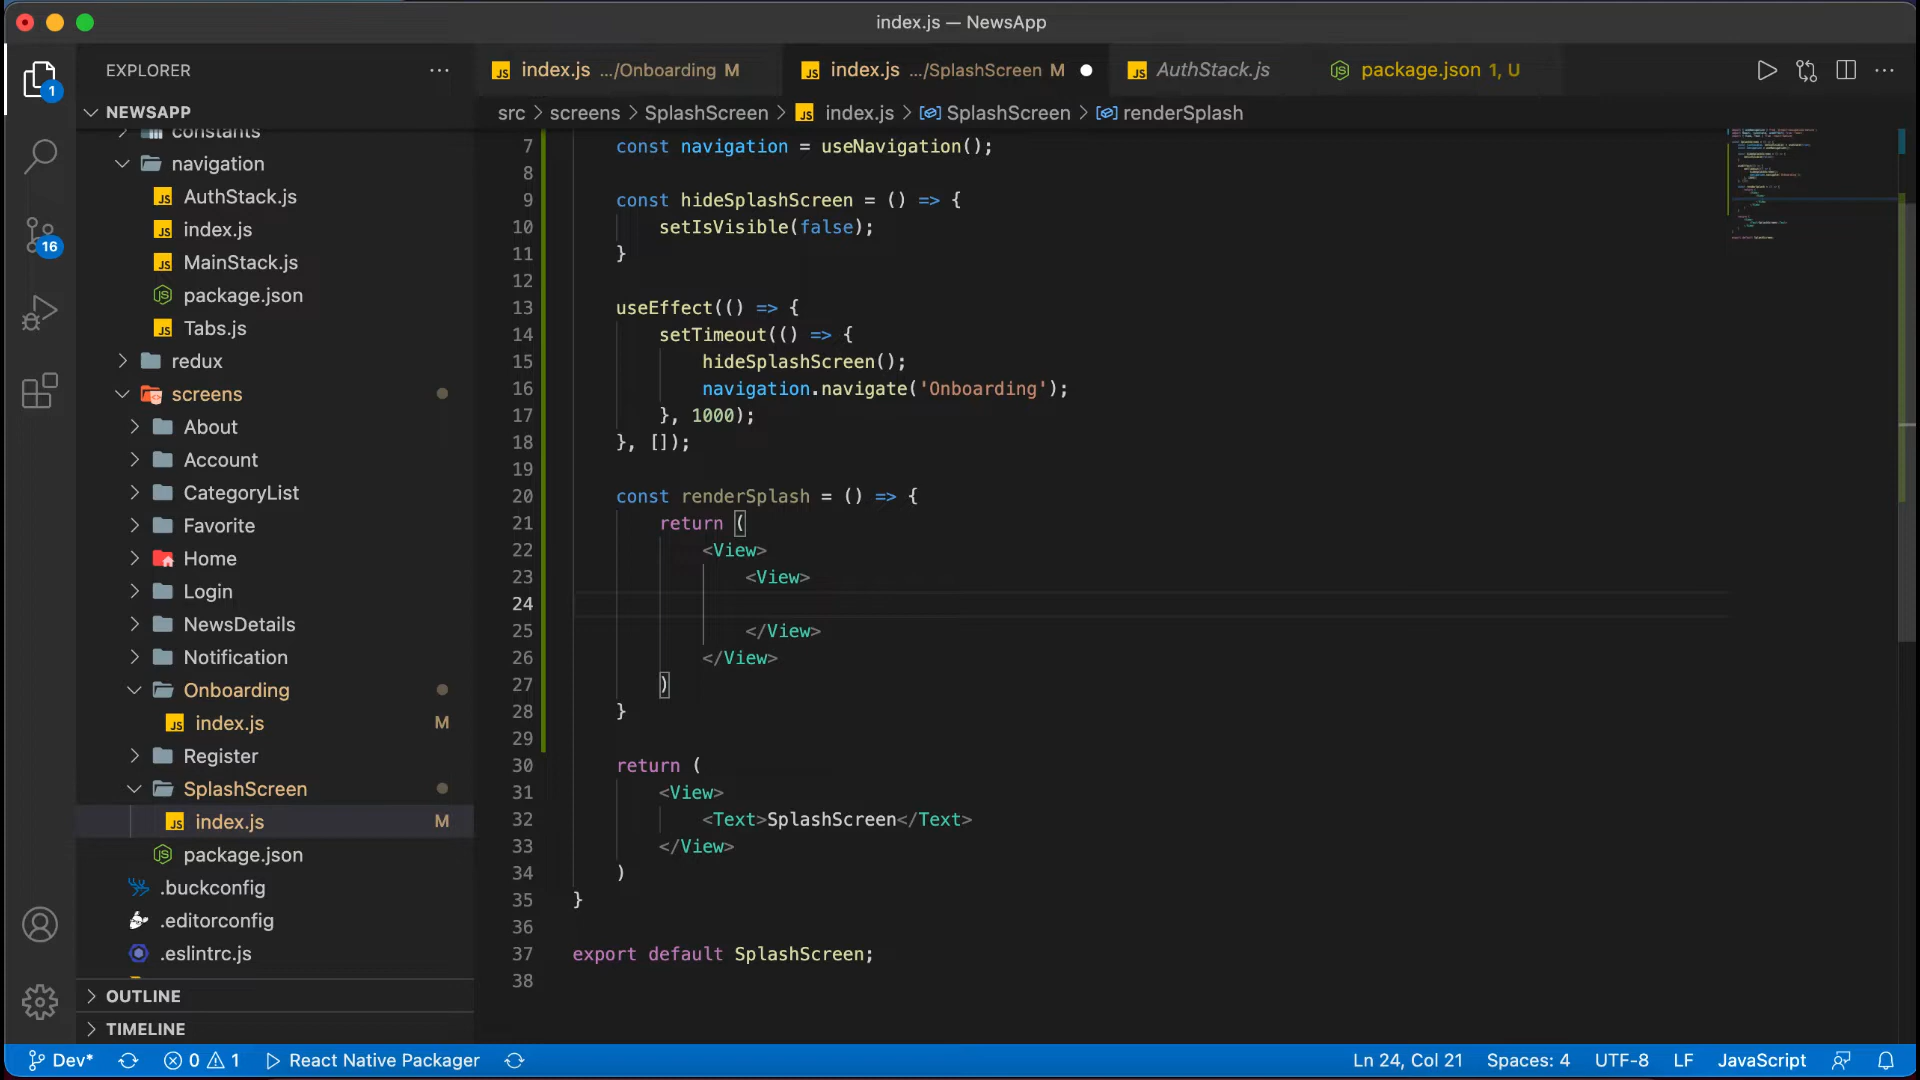 index.js — NewsApp
EXPLORER
index.js .../Onboarding M
index.js .../SplashScreen M
AuthStack.js
package.json 1, U
NEWSAPP
src > screens > SplashScreen > index.js > SplashScreen > renderSplash
constants
navigation
AuthStack.js
index.js
MainStack.js
package.json
Tabs.js
redux
screens
About
Account
CategoryList
Favorite
Home
Login
NewsDetails
Notification
Onboarding
index.js M
Register
SplashScreen
index.js M
package.json
.buckconfig
.editorconfig
.eslintrc.js
OUTLINE
TIMELINE
1
16
7 const navigation = useNavigation();
8
9 const hideSplashScreen = () => {
10 setIsVisible(false);
11 }
12
13 useEffect(() => {
14 setTimeout(() => {
15 hideSplashScreen();
16 navigation.navigate('Onboarding');
17 }, 1000);
18 }, []);
19
20 const renderSplash = () => {
21 return (
22 <View>
23 <View>
24
25 </View>
26 </View>
27 )
28 }
29
30 return (
31 <View>
32 <Text>SplashScreen</Text>
33 </View>
34 )
35 }
36
37 export default SplashScreen;
38
Dev* 0 1 React Native Packager Ln 24, Col 21 Spaces: 4 UTF-8 LF JavaScript